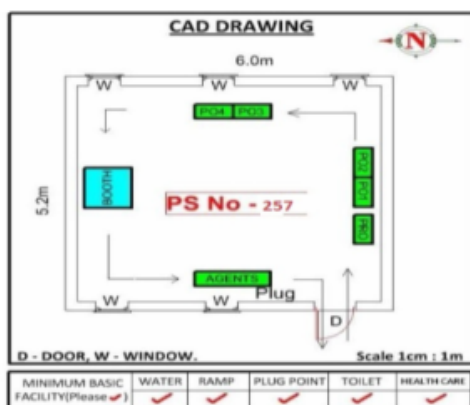 CAD DRAWING
N
6.0m
W W W
PO4 PO3
PO2
PO1
BOOTH
5.2m
PS No - 257
PRO
AGENTS
Plug
W W
D
D - DOOR, W - WINDOW.
Scale 1cm : 1m
MINIMUM BASIC FACILITY(Please ✓)
WATER
RAMP
PLUG POINT
TOILET
HEALTH CARE
✓ ✓ ✓ ✓ ✓